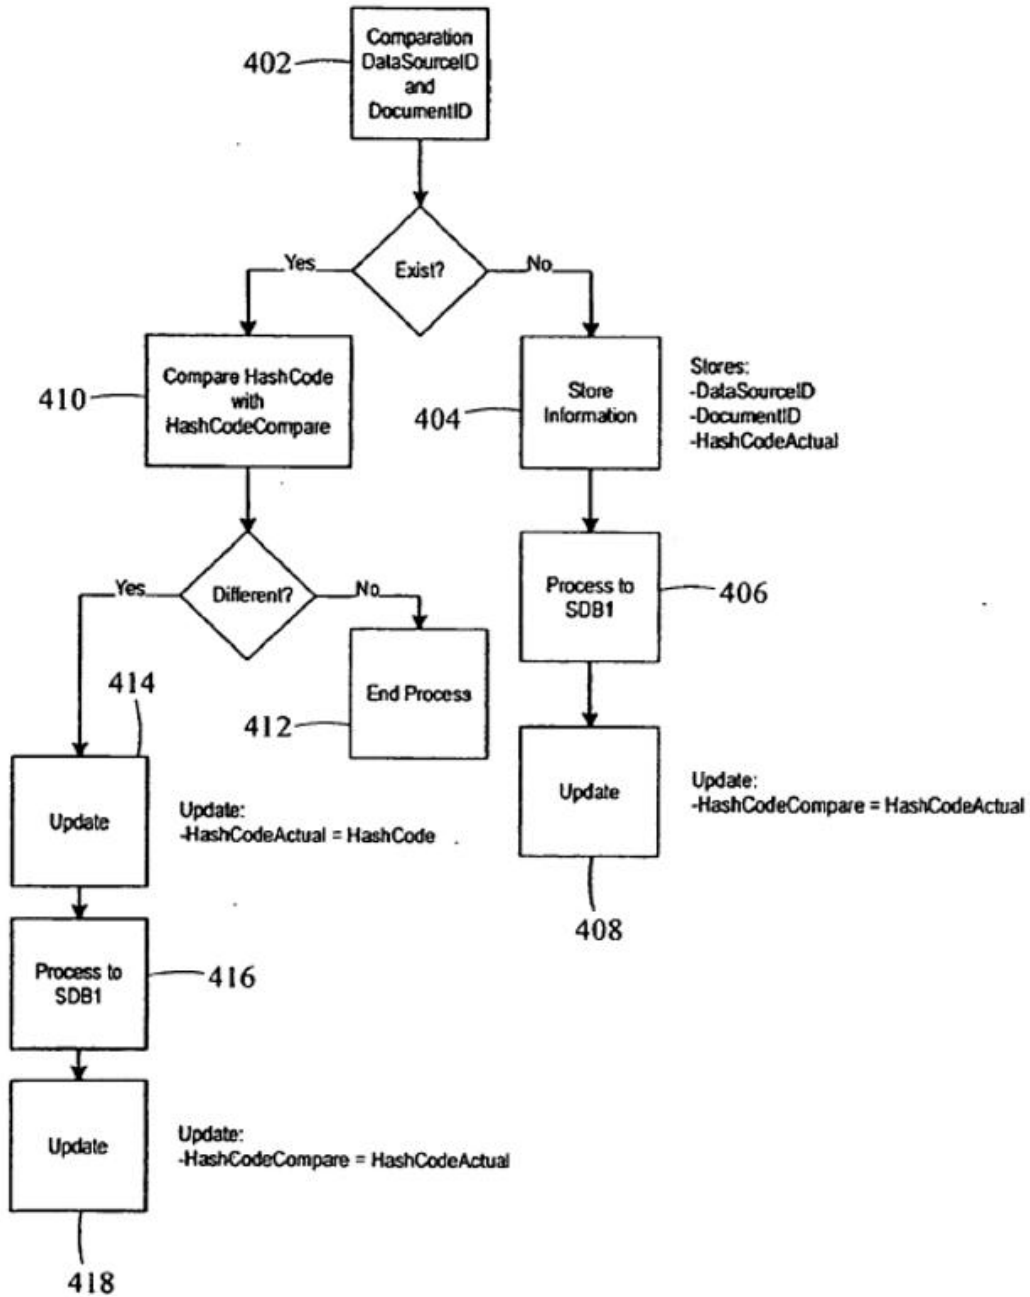 Comparation
DataSourceID
and
DocumentID
402
Exist?
Yes
No
Compare HashCode
with
HashCodeCompare
410
Store
Information
404
Stores:
-DataSourceID
-DocumentID
-HashCodeActual
Different?
Yes
No
Process to
SDB1
406
End Process
412
414
Update
Update:
-HashCodeActual = HashCode
Update
Update:
-HashCodeCompare = HashCodeActual
408
Process to
SDB1
416
Update
Update:
-HashCodeCompare = HashCodeActual
418